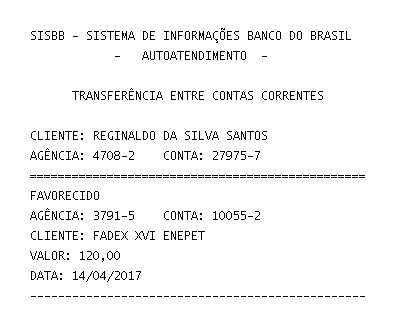 SISBB - SISTEMA DE INFORMAÇÕES BANCO DO BRASIL
- AUTOATENDIMENTO -
TRANSFERÊNCIA ENTRE CONTAS CORRENTES
CLIENTE: REGINALDO DA SILVA SANTOS
AGÊNCIA: 4708-2 CONTA: 27975-7
================================================
FAVORECIDO
AGÊNCIA: 3791-5 CONTA: 10055-2
CLIENTE: FADEX XVI ENEPET
VALOR: 120,00
DATA: 14/04/2017
------------------------------------------------